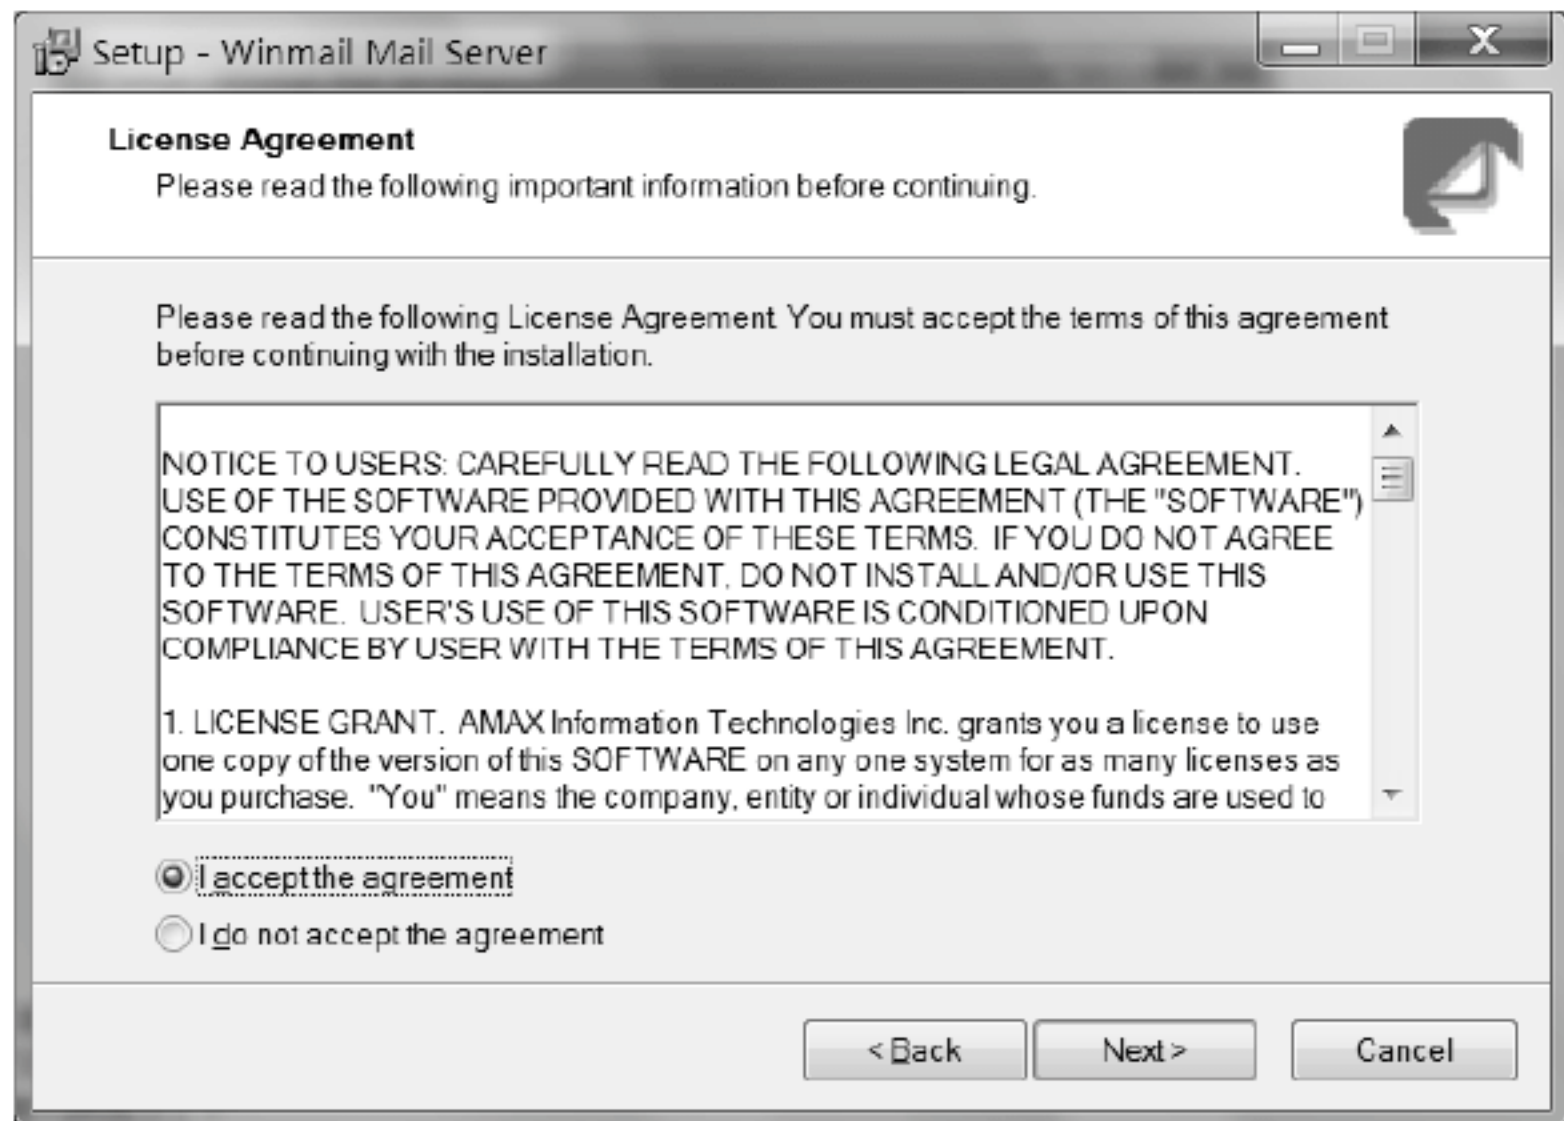 Setup - Winmail Mail Server
License Agreement
Please read the following important information before continuing.
Please read the following License Agreement. You must accept the terms of this agreement
before continuing with the installation.
NOTICE TO USERS: CAREFULLY READ THE FOLLOWING LEGAL AGREEMENT.
USE OF THE SOFTWARE PROVIDED WITH THIS AGREEMENT (THE "SOFTWARE")
CONSTITUTES YOUR ACCEPTANCE OF THESE TERMS. IF YOU DO NOT AGREE
TO THE TERMS OF THIS AGREEMENT, DO NOT INSTALL AND/OR USE THIS
SOFTWARE. USER'S USE OF THIS SOFTWARE IS CONDITIONED UPON
COMPLIANCE BY USER WITH THE TERMS OF THIS AGREEMENT.
1. LICENSE GRANT. AMAX Information Technologies Inc. grants you a license to use
one copy of the version of this SOFTWARE on any one system for as many licenses as
you purchase. "You" means the company, entity or individual whose funds are used to
I accept the agreement
I do not accept the agreement
< Back Next > Cancel